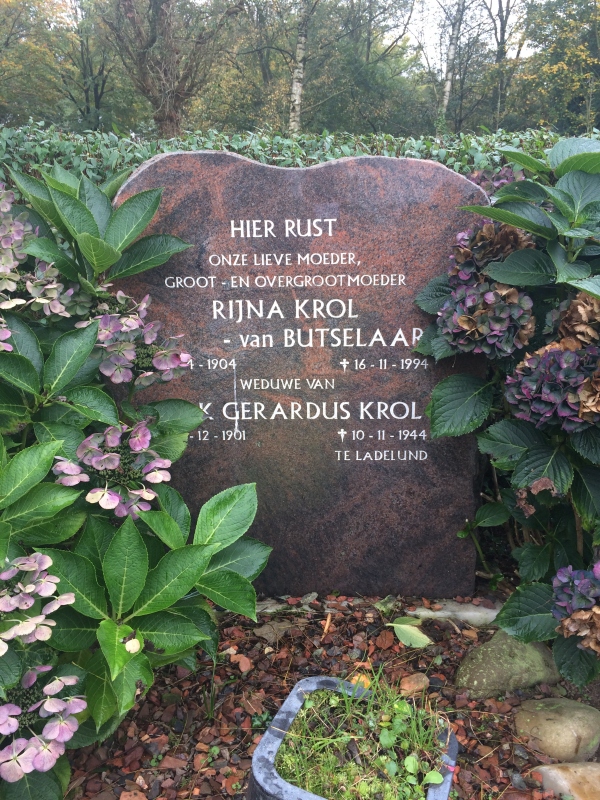 HIER RUST
ONZE LIEVE MOEDER,
GROOT - EN OVERGROOTMOEDER
RIJNA KROL
- van BUTSELAAR
4 - 1904 ✝ 16 - 11 - 1994
WEDUWE VAN
K GERARDUS KROL
- 12 - 1901 ✝ 10 - 11 - 1944
TE LADELUND